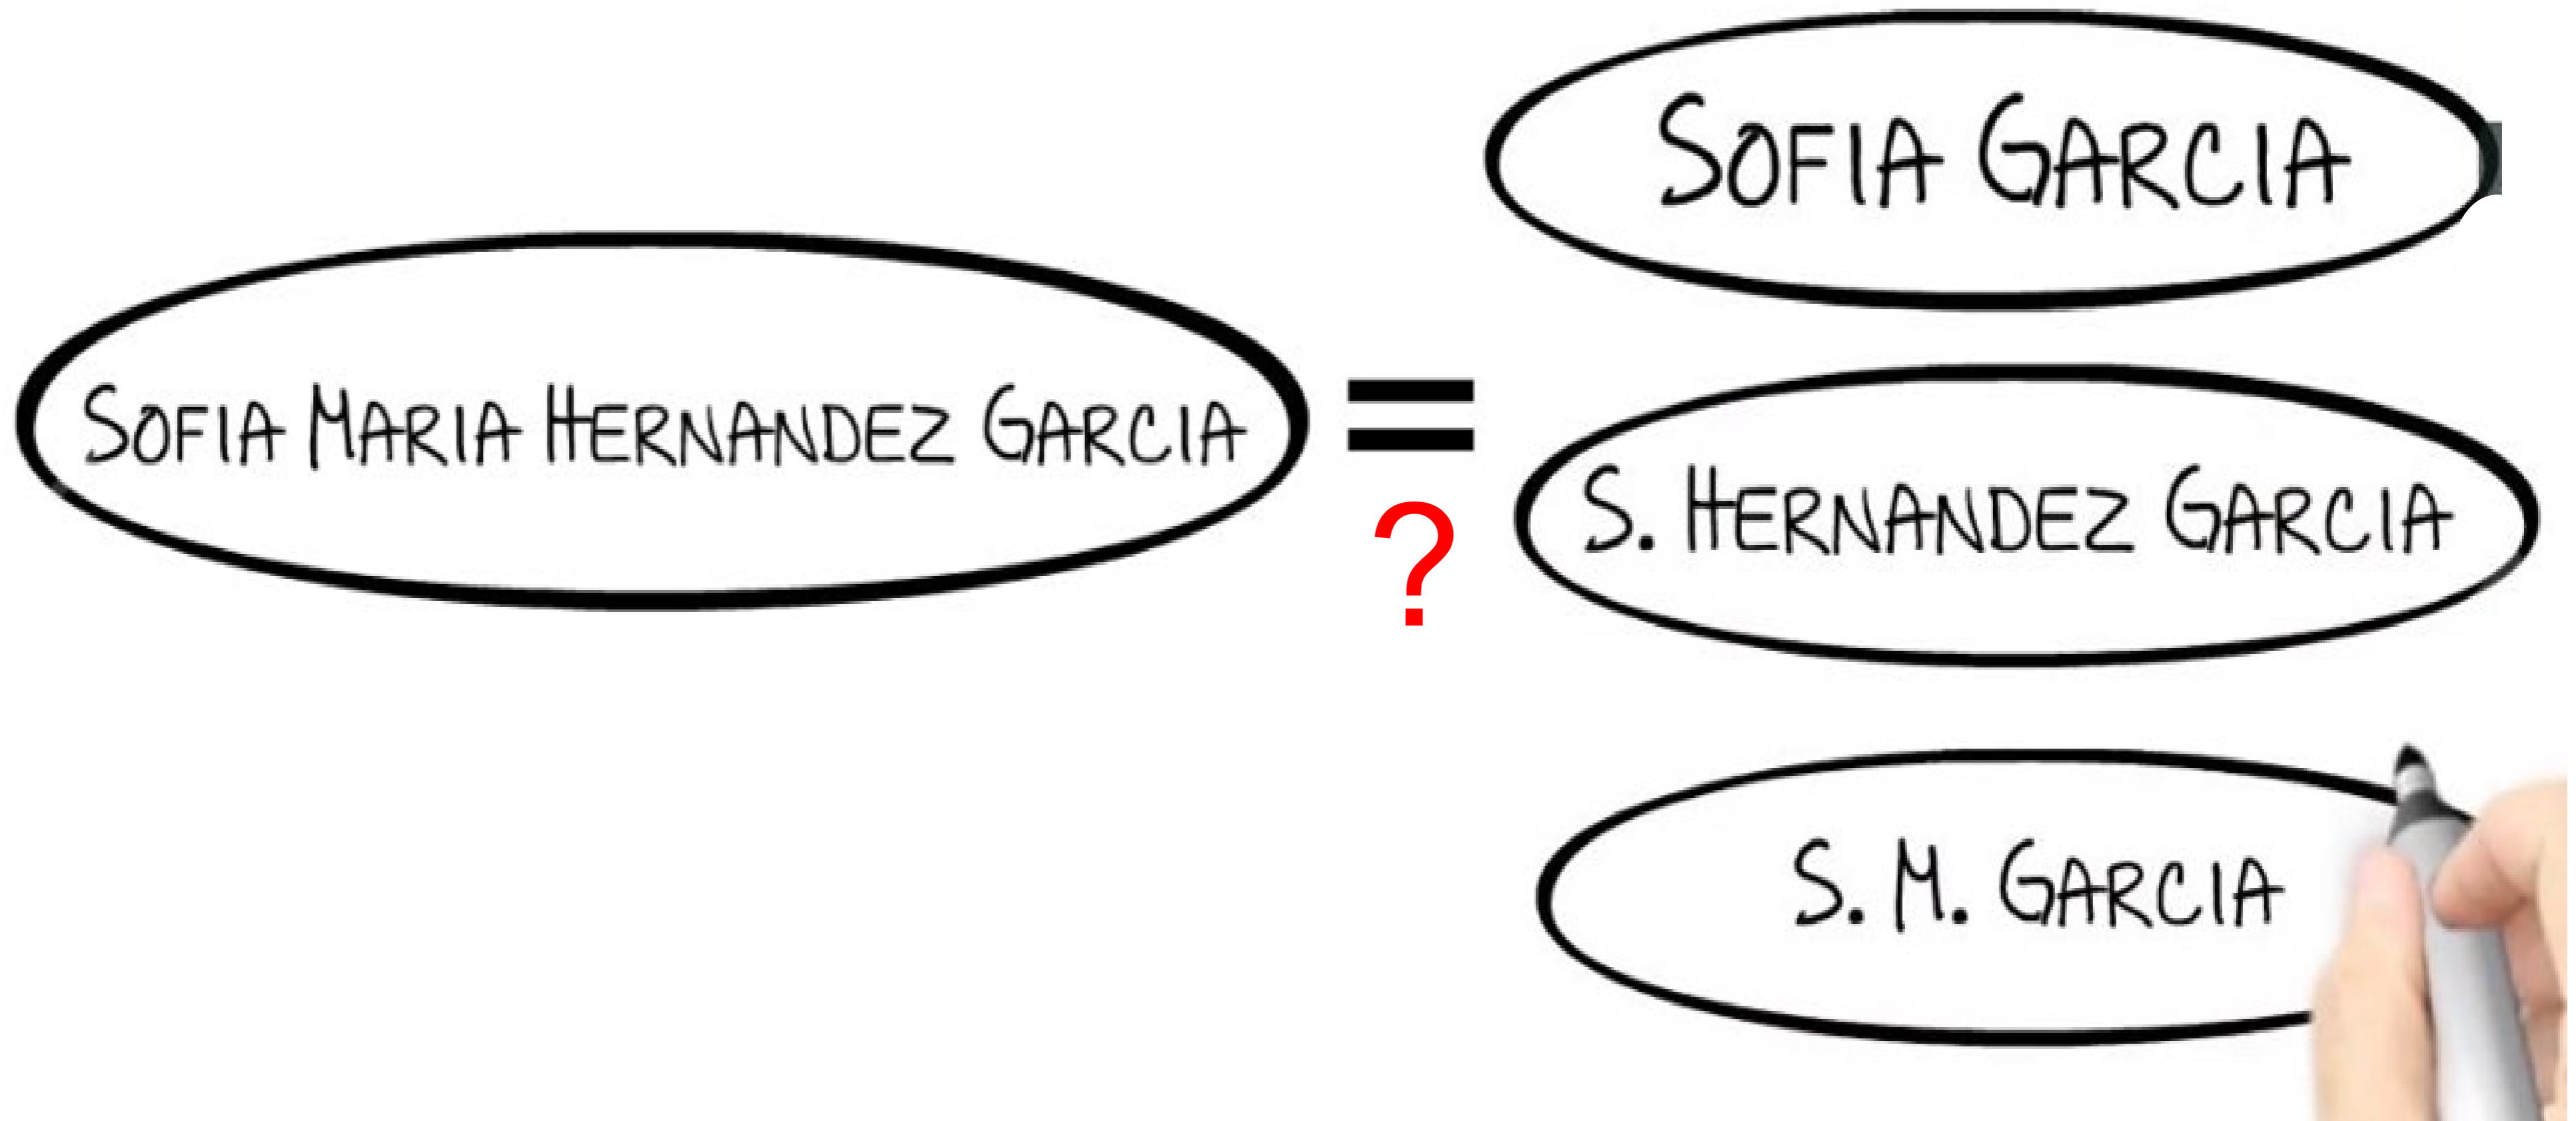 SOFIA GARCIA
SOFIA MARIA HERNANDEZ GARCIA
=
?
S. HERNANDEZ GARCIA
S. M. GARCIA